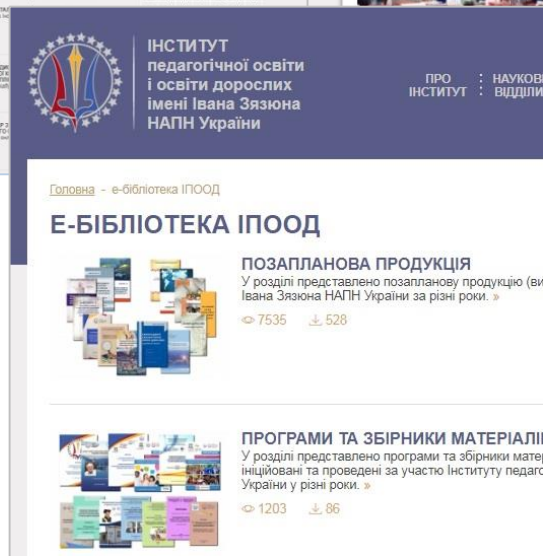 ІНСТИТУТ
педагогічної освіти
і освіти дорослих
імені Івана Зязюна
НАПН України
ПРО
ІНСТИТУТ
НАУКОВІ
ВІДДІЛИ
Головна - е-бібліотека ІПООД
Е-БІБЛІОТЕКА ІПООД
ПОЗАПЛАНОВА ПРОДУКЦІЯ
У розділі представлено позапланову продукцію (ви
Івана Зязюна НАПН України за різні роки. »
7535 528
ПРОГРАМИ ТА ЗБІРНИКИ МАТЕРІАЛІ
У розділі представлено програми та збірники матер
ініційовані та проведені за участю Інституту педаго
України у різні роки. »
1203 86